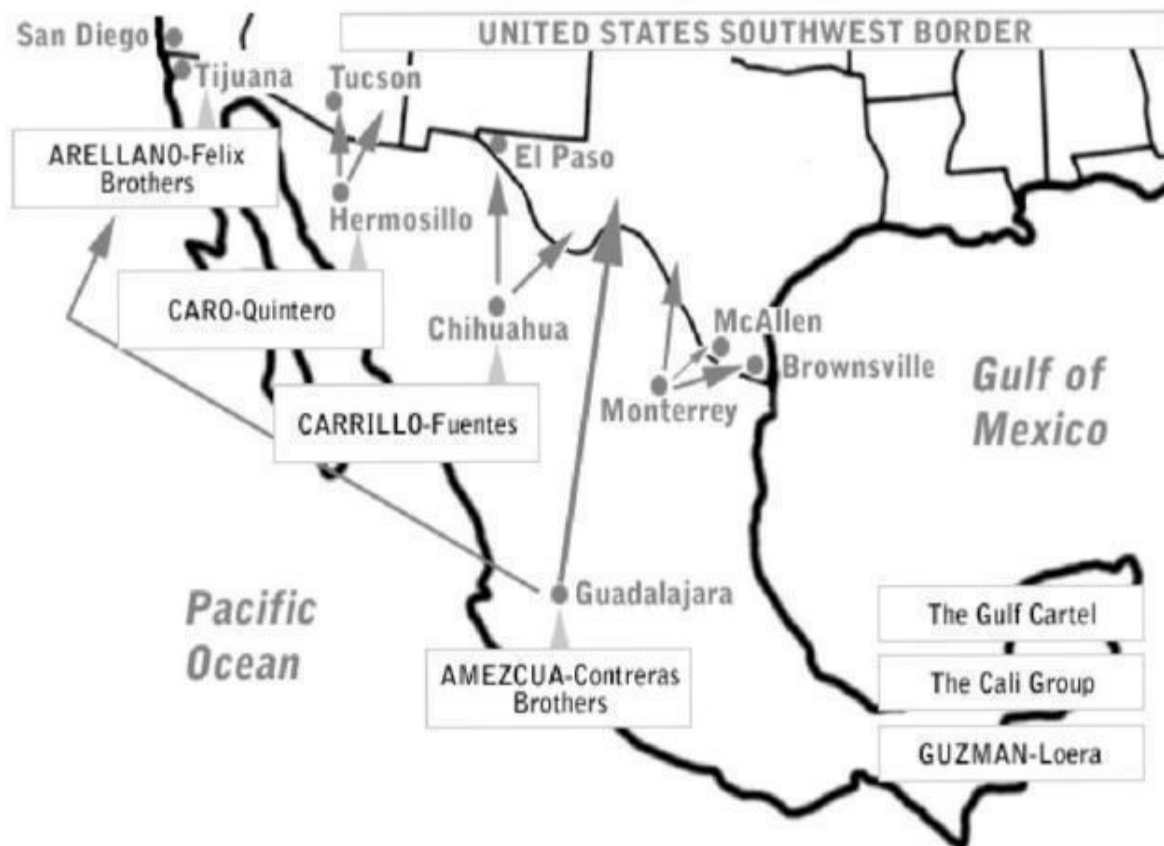 UNITED STATES SOUTHWEST BORDER
San Diego
Tijuana
Tucson
ARELLANO-Felix
Brothers
El Paso
Hermosillo
CARO-Quintero
Chihuahua
McAllen
Brownsville
Monterrey
Gulf of
Mexico
CARRILLO-Fuentes
Guadalajara
Pacific
Ocean
AMEZCUA-Contreras
Brothers
The Gulf Cartel
The Cali Group
GUZMAN-Loera